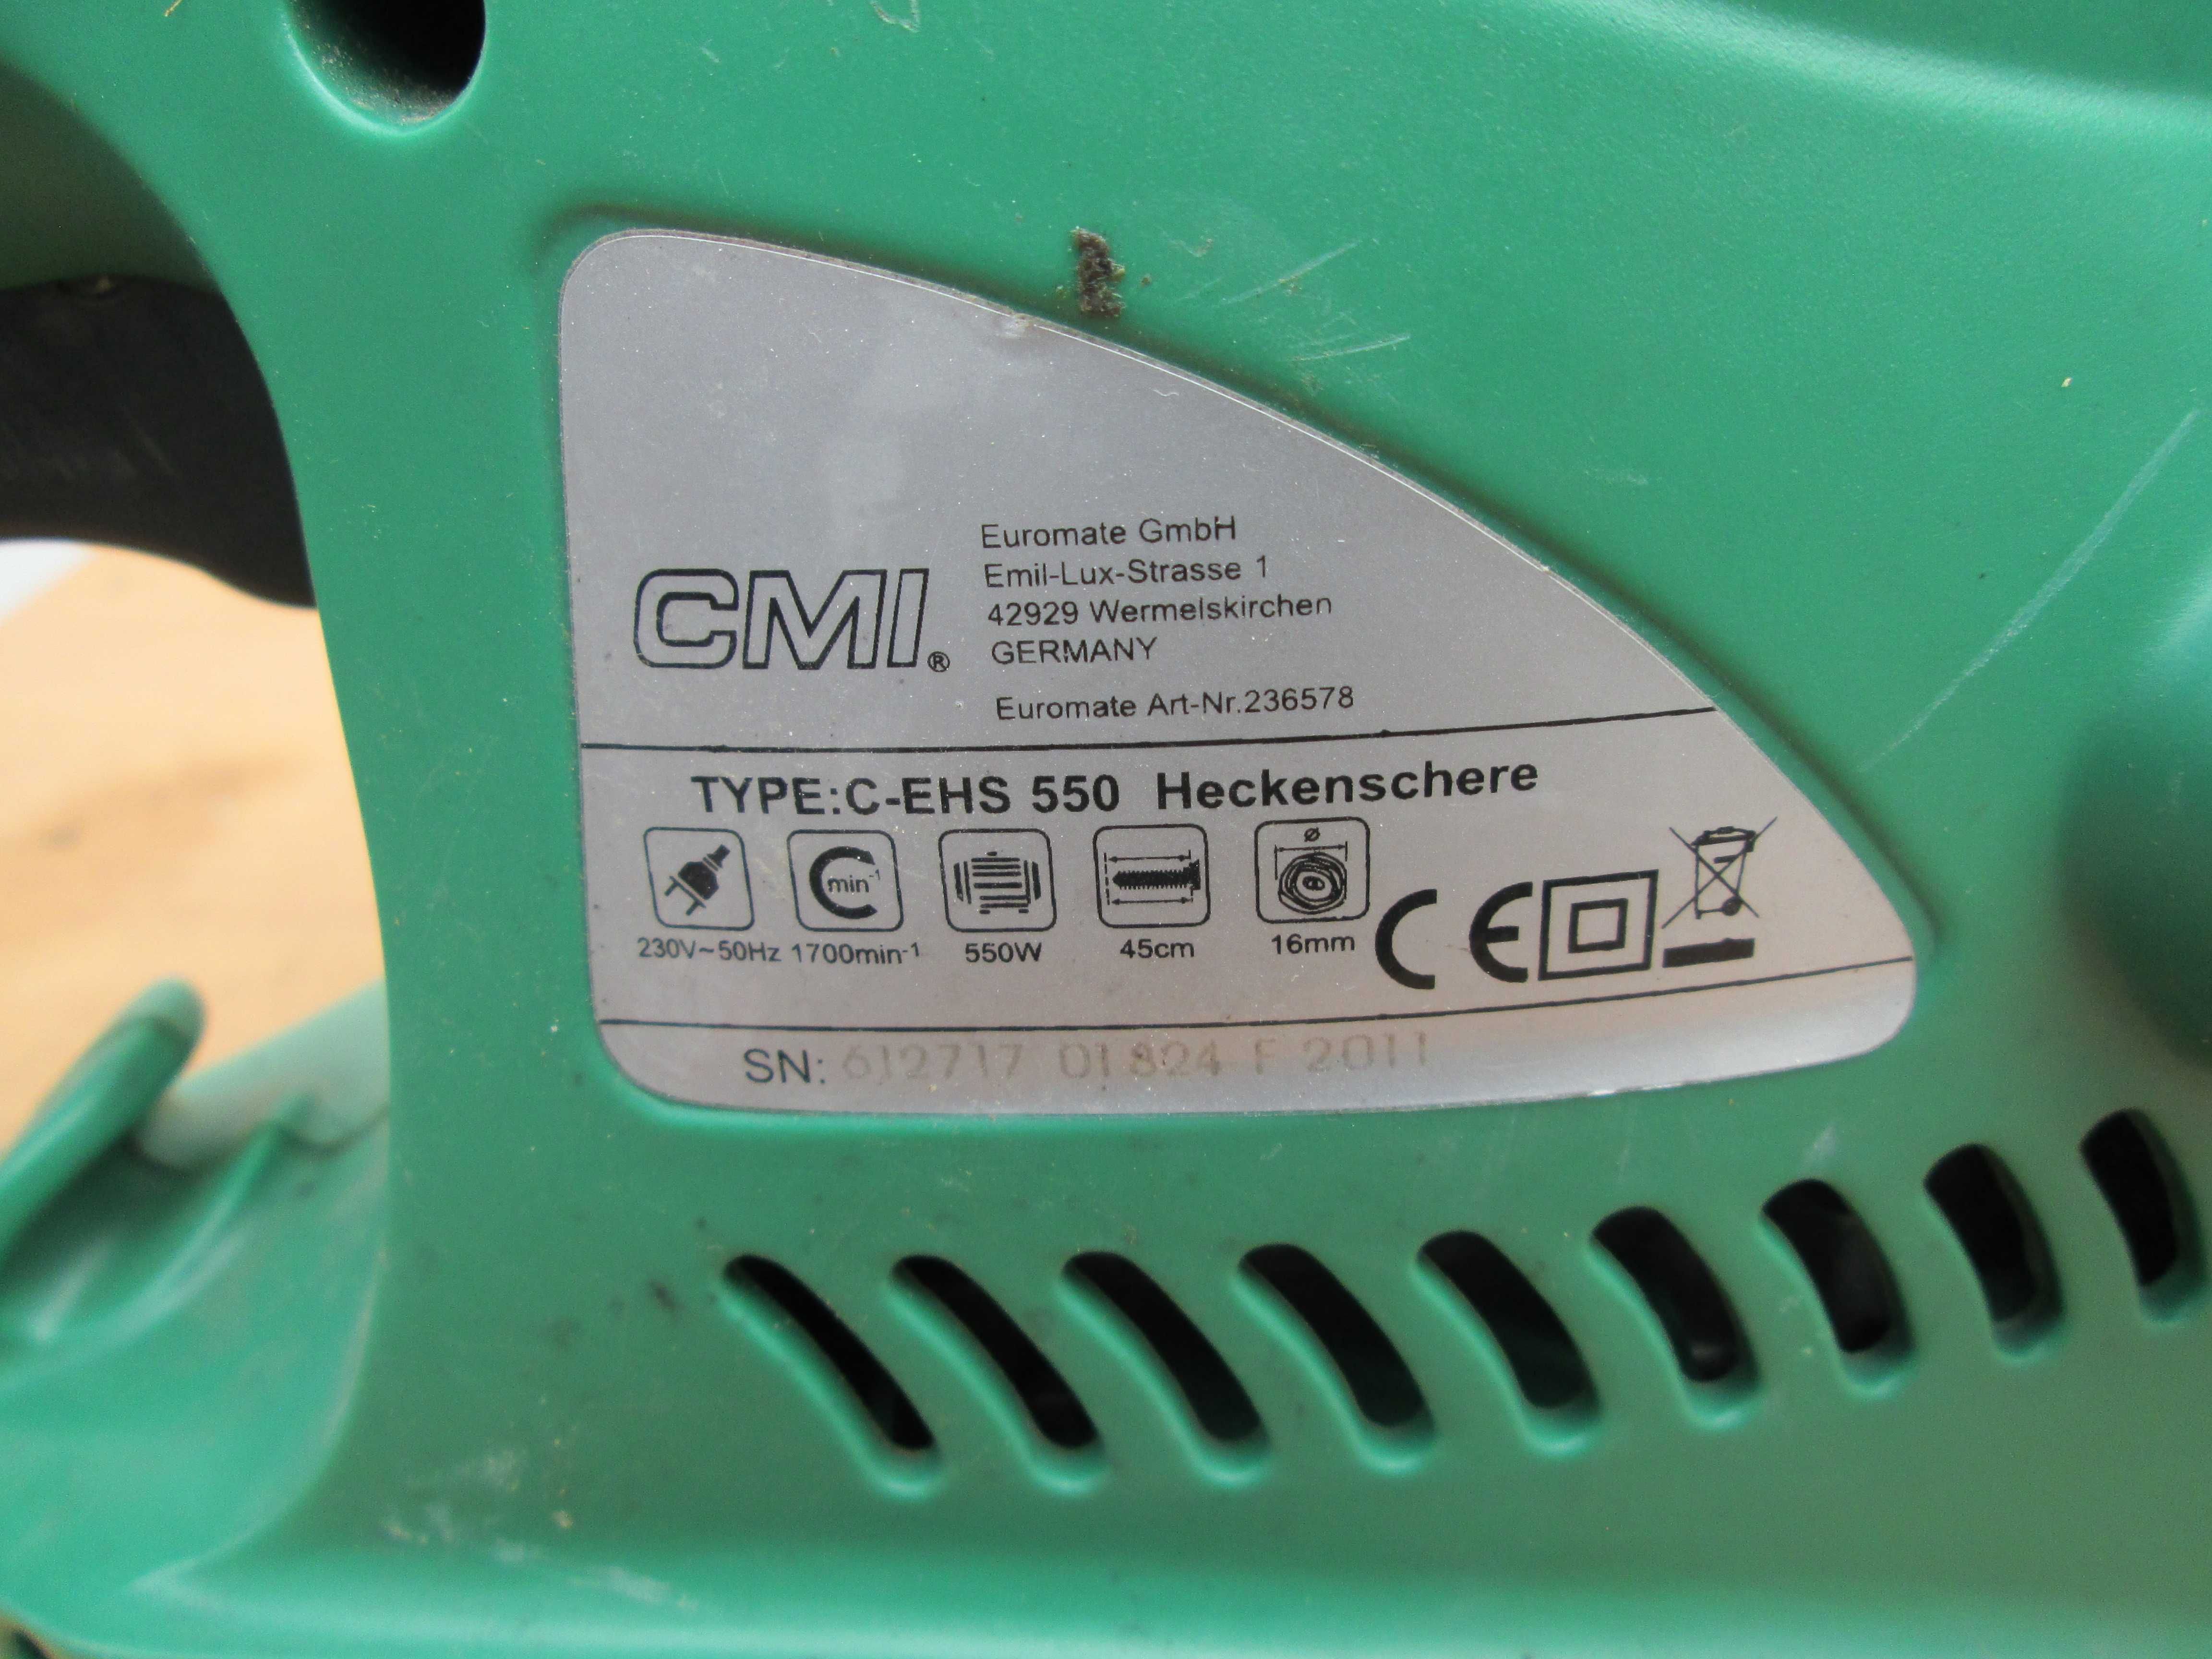 Euromate GmbH
Emil-Lux-Strasse 1
42929 Wermelskirchen
GERMANY
CMI®
Euromate Art-Nr.236578
TYPE:C-EHS 550 Heckenschere
min⁻¹
Ø
230V~50Hz 1700min⁻¹ 550W 45cm 16mm CE
SN: 612717 01824 F 2011